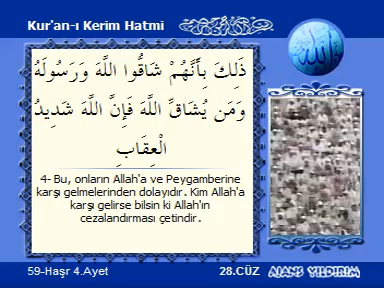 Kur'an-ı Kerim Hatmi
ذَلِكَ بِأَنَّهُمْ شَاقُّوا اللَّهَ وَرَسُولَهُ
وَمَن يُشَاقِّ اللَّهَ فَإِنَّ اللَّهَ شَدِيدُ
الْعِقَابِ
4- Bu, onların Allah'a ve Peygamberine
karşı gelmelerinden dolayıdır. Kim Allah'a
karşı gelirse bilsin ki Allah'ın
cezalandırması çetindir.
الله
59-Haşr 4.Ayet
28.CÜZ
AJANS YILDIRIM